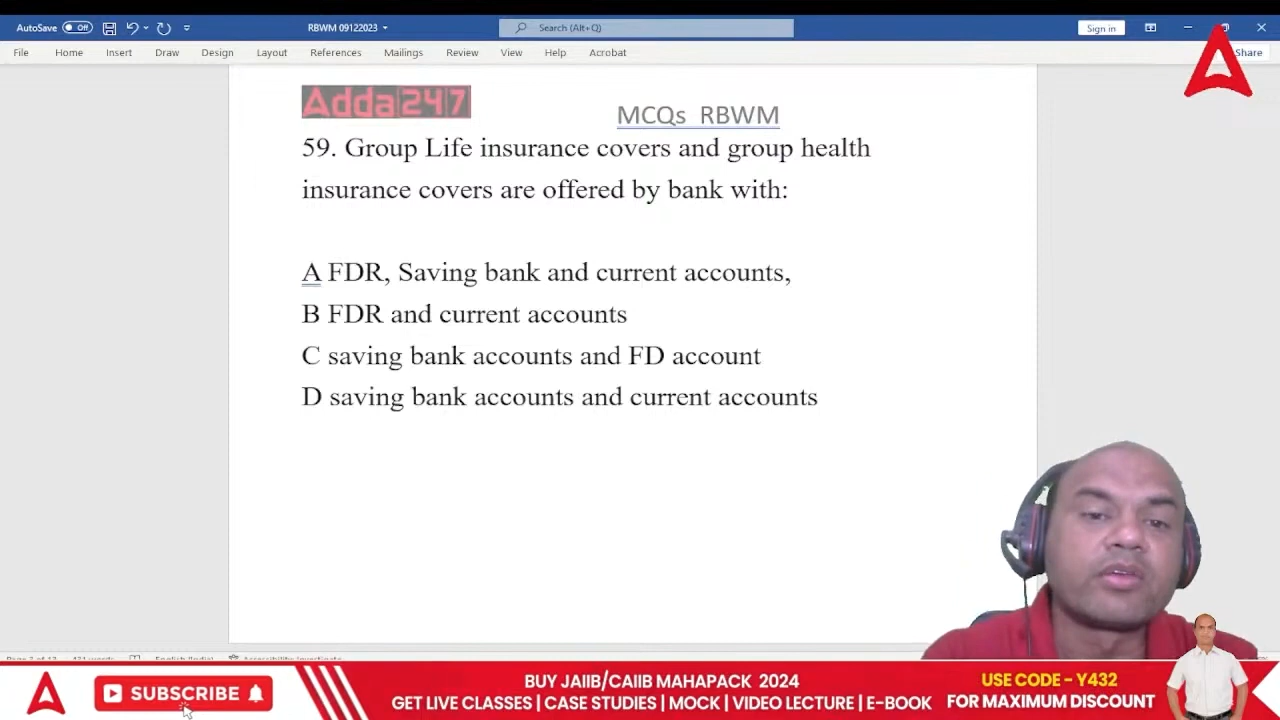 AutoSave Off
RBWM 09122023
Search (Alt+Q)
Sign in
File Home Insert Draw Design Layout References Mailings Review View Help Acrobat
Share
Adda247
MCQs RBWM
59. Group Life insurance covers and group health
insurance covers are offered by bank with:
A FDR, Saving bank and current accounts,
B FDR and current accounts
C saving bank accounts and FD account
D saving bank accounts and current accounts
SUBSCRIBE
BUY JAIIB/CAIIB MAHAPACK 2024
GET LIVE CLASSES | CASE STUDIES | MOCK | VIDEO LECTURE | E-BOOK
USE CODE - Y432
FOR MAXIMUM DISCOUNT